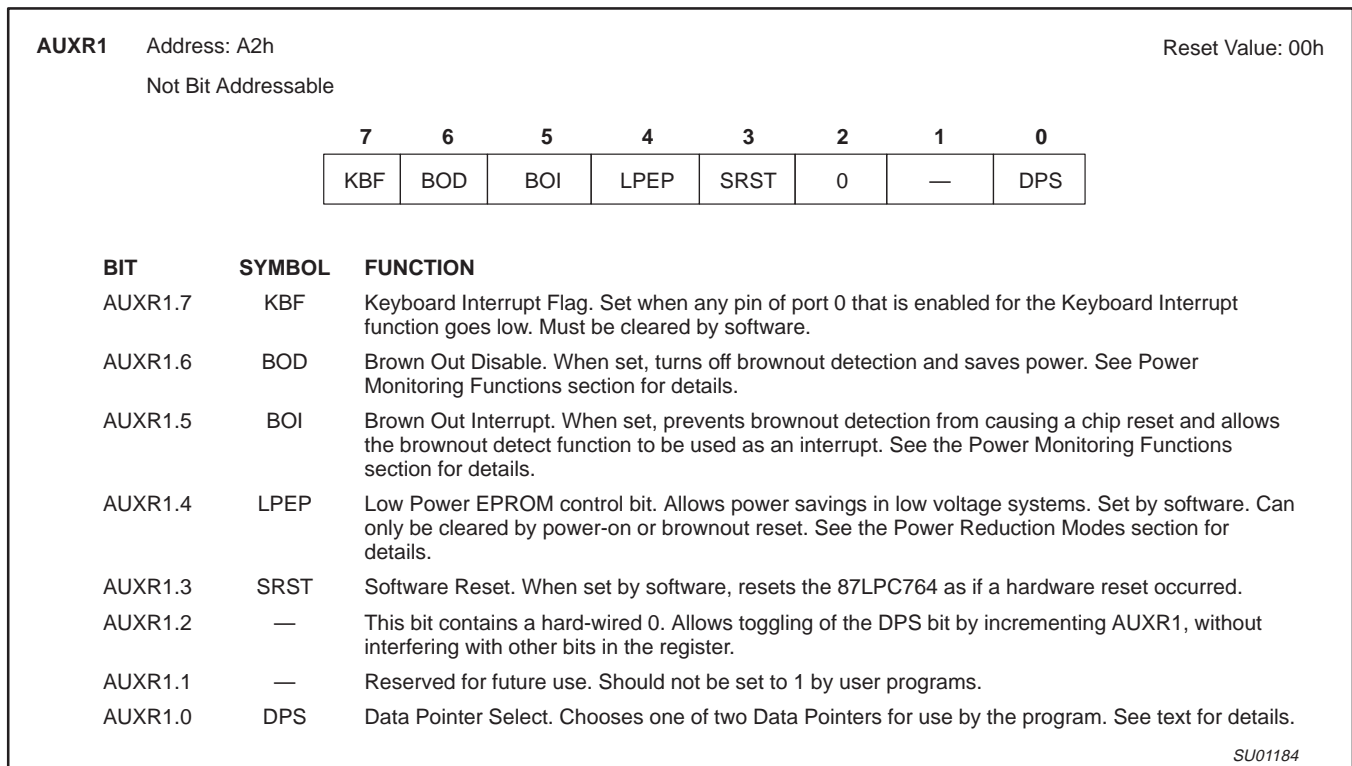 AUXR1 Address: A2h Reset Value: 00h
Not Bit Addressable
7 6 5 4 3 2 1 0
KBF BOD BOI LPEP SRST 0 — DPS
BIT SYMBOL FUNCTION
AUXR1.7 KBF Keyboard Interrupt Flag. Set when any pin of port 0 that is enabled for the Keyboard Interrupt
function goes low. Must be cleared by software.
AUXR1.6 BOD Brown Out Disable. When set, turns off brownout detection and saves power. See Power
Monitoring Functions section for details.
AUXR1.5 BOI Brown Out Interrupt. When set, prevents brownout detection from causing a chip reset and allows
the brownout detect function to be used as an interrupt. See the Power Monitoring Functions
section for details.
AUXR1.4 LPEP Low Power EPROM control bit. Allows power savings in low voltage systems. Set by software. Can
only be cleared by power-on or brownout reset. See the Power Reduction Modes section for
details.
AUXR1.3 SRST Software Reset. When set by software, resets the 87LPC764 as if a hardware reset occurred.
AUXR1.2 — This bit contains a hard-wired 0. Allows toggling of the DPS bit by incrementing AUXR1, without
interfering with other bits in the register.
AUXR1.1 — Reserved for future use. Should not be set to 1 by user programs.
AUXR1.0 DPS Data Pointer Select. Chooses one of two Data Pointers for use by the program. See text for details.
SU01184